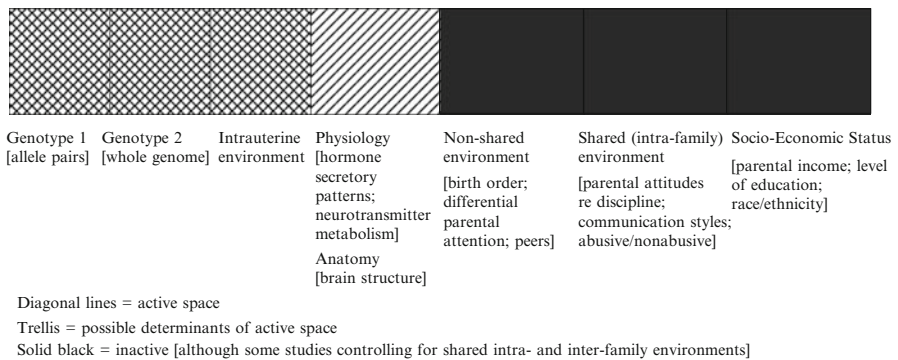 Genotype 1
[allele pairs]
Genotype 2
[whole genome]
Intrauterine
environment
Physiology
[hormone
secretory
patterns;
neurotransmitter
metabolism]
Anatomy
[brain structure]
Non-shared
environment
[birth order;
differential
parental
attention; peers]
Shared (intra-family)
environment
[parental attitudes
re discipline;
communication styles;
abusive/nonabusive]
Socio-Economic Status
[parental income; level
of education;
race/ethnicity]
Diagonal lines = active space
Trellis = possible determinants of active space
Solid black = inactive [although some studies controlling for shared intra- and inter-family environments]